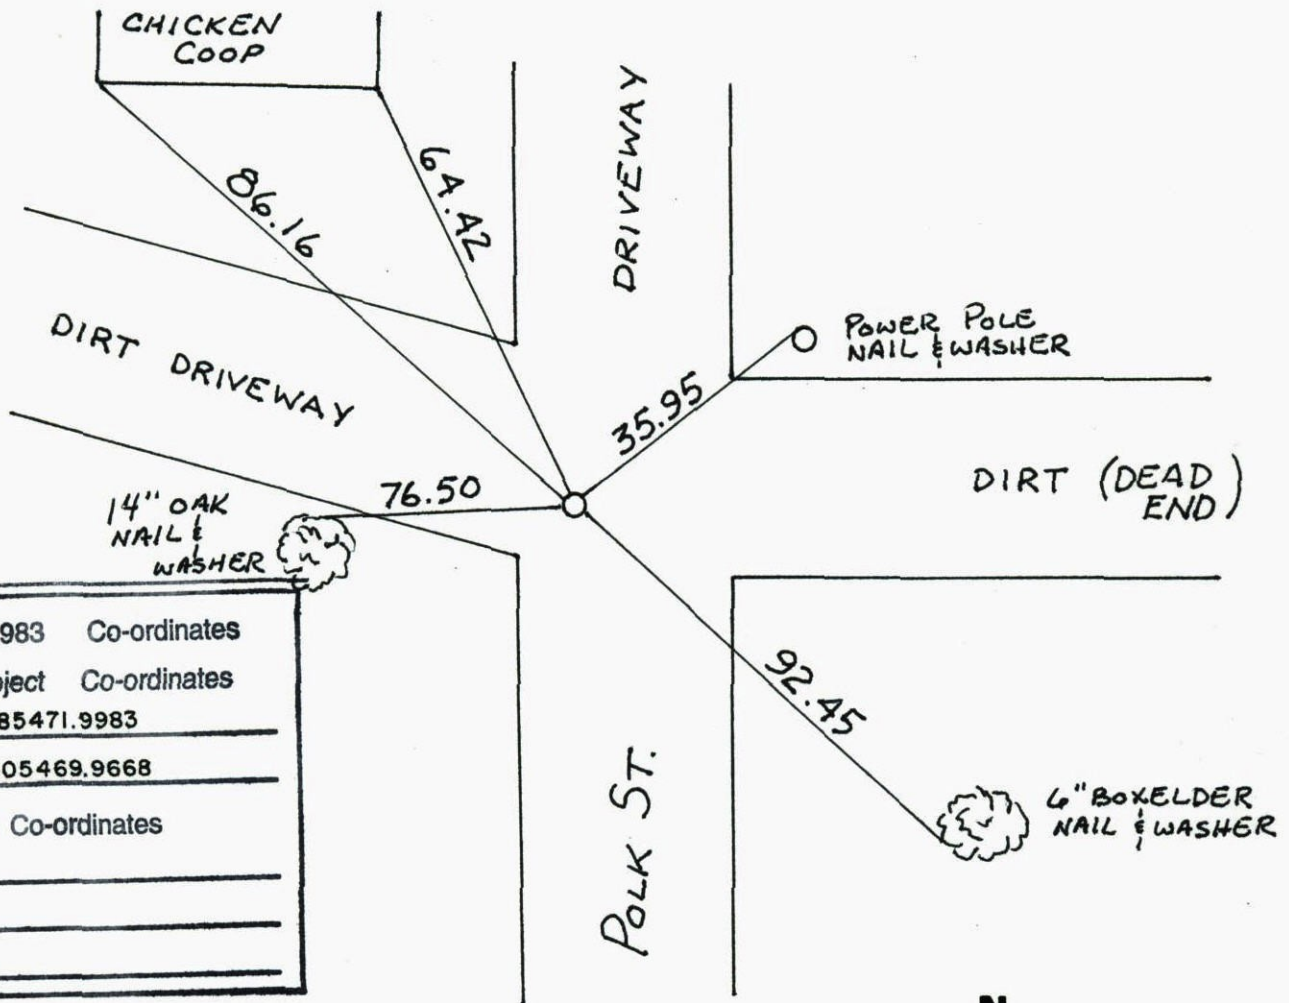 CHICKEN
COOP
DRIVEWAY
86.16
64.42
DIRT DRIVEWAY
POWER POLE
NAIL & WASHER
35.95
DIRT (DEAD
END)
76.50
14" OAK
NAIL &
WASHER
983 Co-ordinates
ject Co-ordinates
85471.9983
05469.9668
Co-ordinates
92.45
POLK ST.
6" BOXELDER
NAIL & WASHER
N